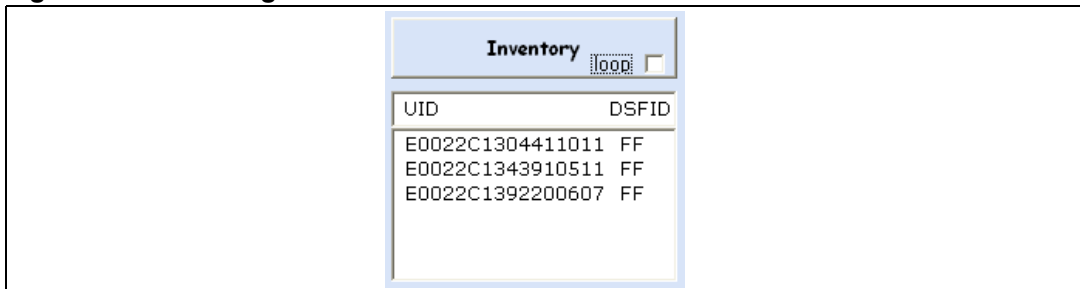 Inventory
loop
UID DSFID
E0022C1304411011 FF
E0022C1343910511 FF
E0022C1392200607 FF